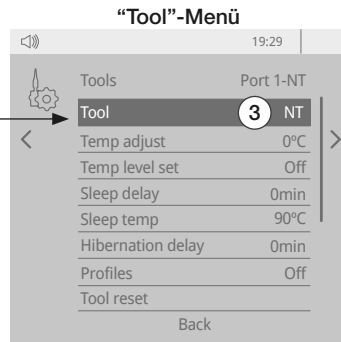 “Tool”-Menü
19:29
Tools Port 1-NT
Tool 3 NT
Temp adjust 0ºC
Temp level set Off
Sleep delay 0min
Sleep temp 90ºC
Hibernation delay 0min
Profiles Off
Tool reset
Back